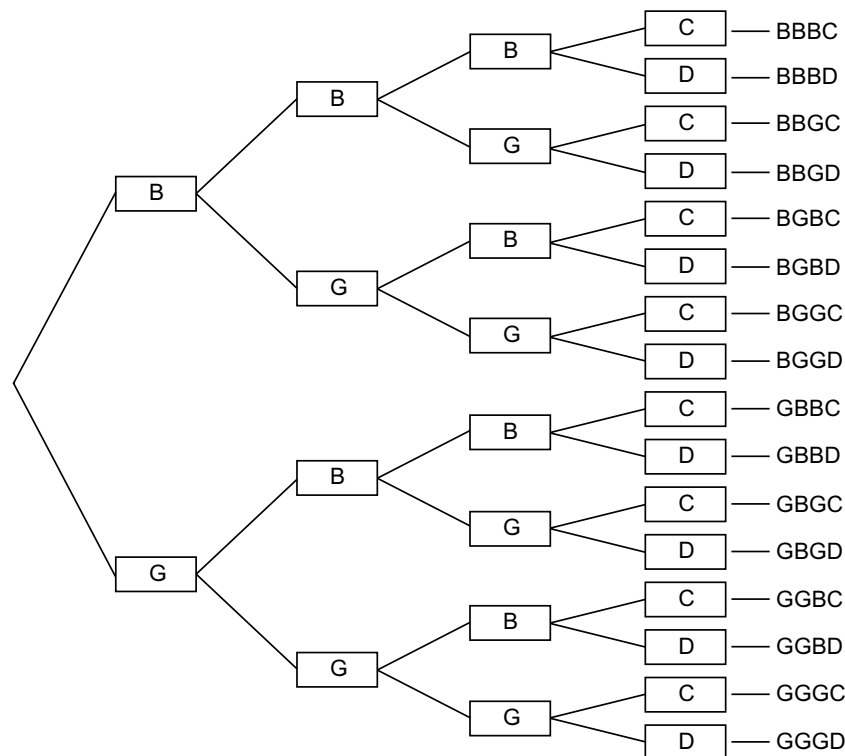 C BBBC
B
D BBBD
B
C BBGC
G
D BBGD
B
C BGBC
B
D BGBD
G
C BGGC
G
D BGGD
C GBBC
B
D GBBD
B
C GBGC
G
D GBGD
G
C GGBC
B
D GGBD
G
C GGGC
G
D GGGD